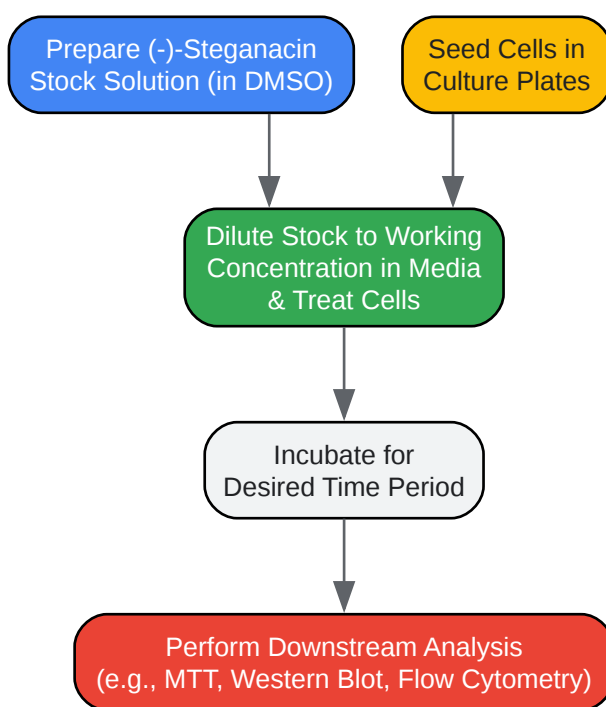 Prepare (-)-Steganacin
Stock Solution (in DMSO)
Seed Cells in
Culture Plates
Dilute Stock to Working
Concentration in Media
& Treat Cells
Incubate for
Desired Time Period
Perform Downstream Analysis
(e.g., MTT, Western Blot, Flow Cytometry)